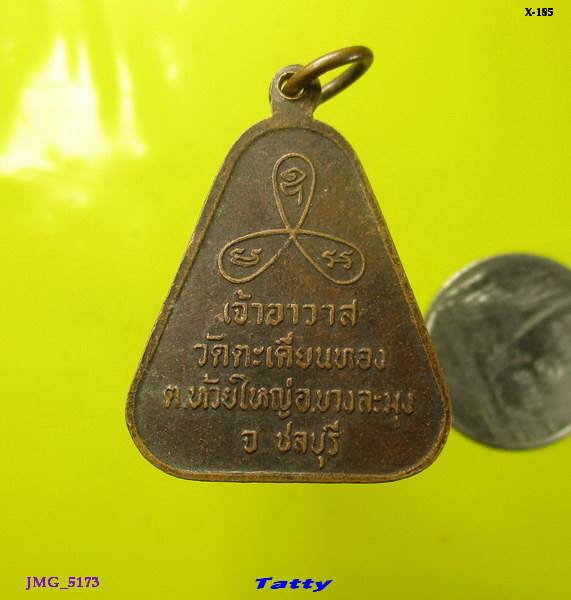 X-185
เจ้าอาวาส
วัดตะเคียนทอง
ต.ห้วยใหญ่อ.บางละมุง
จ ชลบุรี
JMG_5173
Tatty